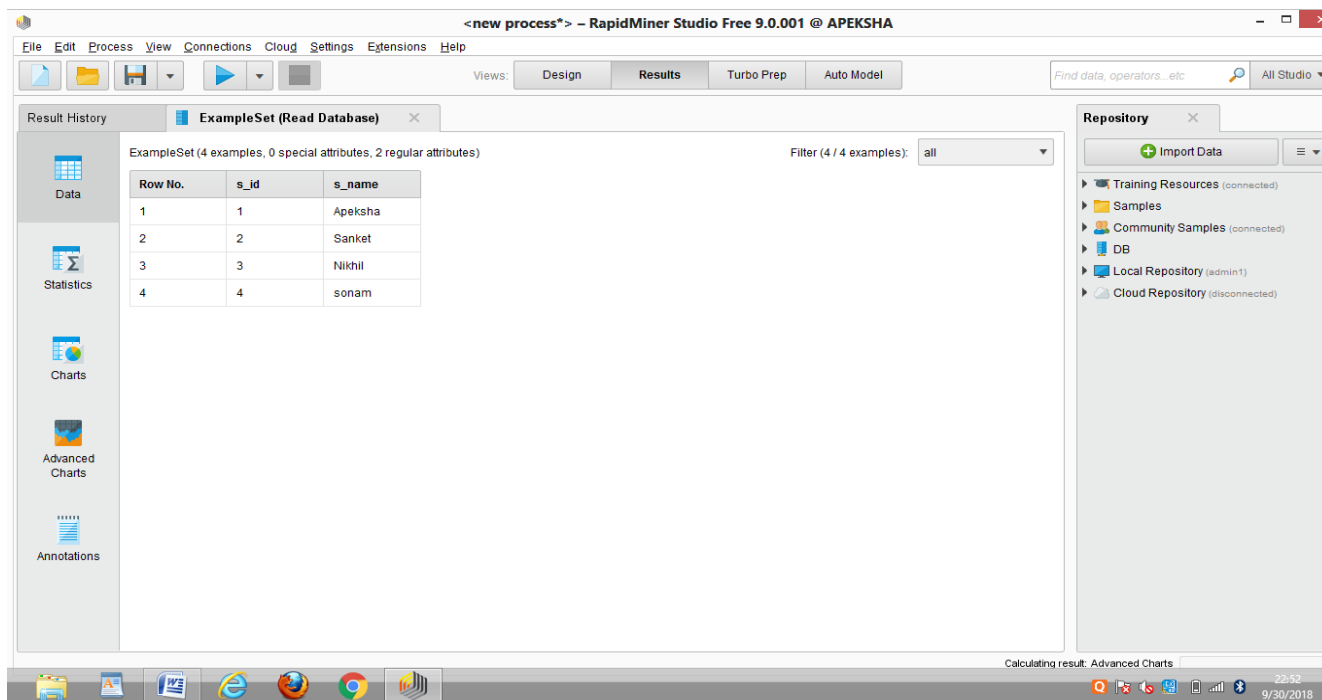 <new process*> – RapidMiner Studio Free 9.0.001 @ APEKSHA
File Edit Process View Connections Cloud Settings Extensions Help
Views: Design Results Turbo Prep Auto Model Find data, operators...etc All Studio
Result History ExampleSet (Read Database) Repository
ExampleSet (4 examples, 0 special attributes, 2 regular attributes) Filter (4 / 4 examples): all
Import Data
Data
Row No. s_id s_name
1 1 Apeksha
2 2 Sanket
3 3 Nikhil
4 4 sonam
Statistics
Charts
Advanced
Charts
Annotations
Training Resources (connected)
Samples
Community Samples (connected)
DB
Local Repository (admin1)
Cloud Repository (disconnected)
Calculating result: Advanced Charts
22:52
9/30/2018